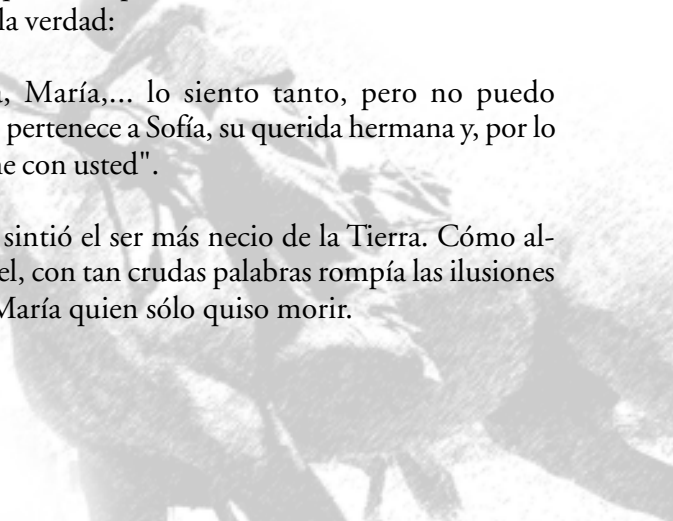 la verdad:
, María,... lo siento tanto, pero no puedo
pertenece a Sofía, su querida hermana y, por lo
e con usted".
sintió el ser más necio de la Tierra. Cómo al-
el, con tan crudas palabras rompía las ilusiones
María quien sólo quiso morir.